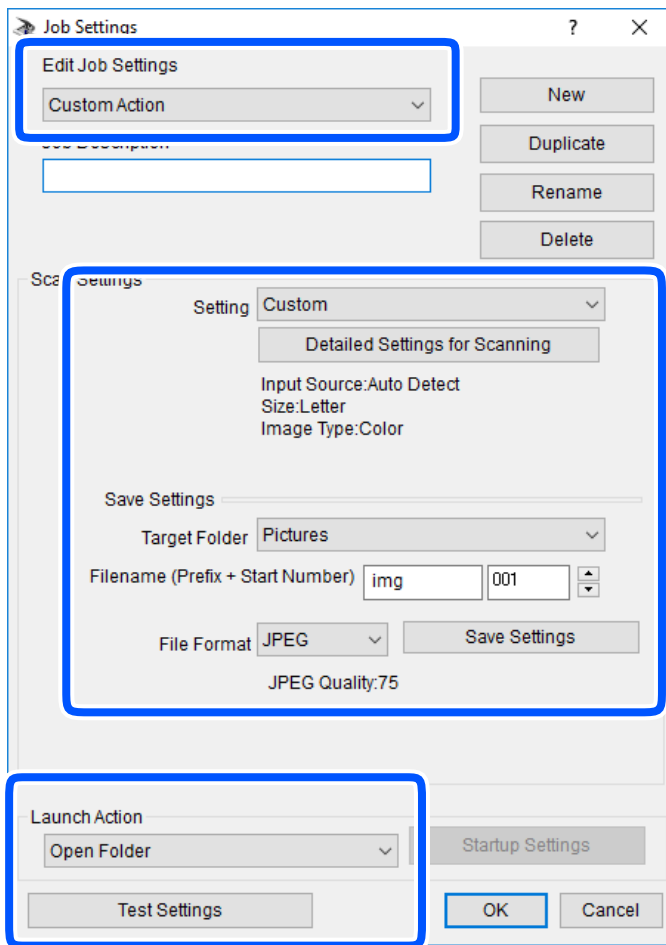 Job Settings
?
Edit Job Settings
Custom Action
New
Duplicate
Rename
Delete
Settings
Setting
Custom
Detailed Settings for Scanning
Input Source:Auto Detect
Size:Letter
Image Type:Color
Save Settings
Target Folder
Pictures
Filename (Prefix + Start Number)
img
001
File Format
JPEG
Save Settings
JPEG Quality:75
Launch Action
Open Folder
Startup Settings
Test Settings
OK
Cancel